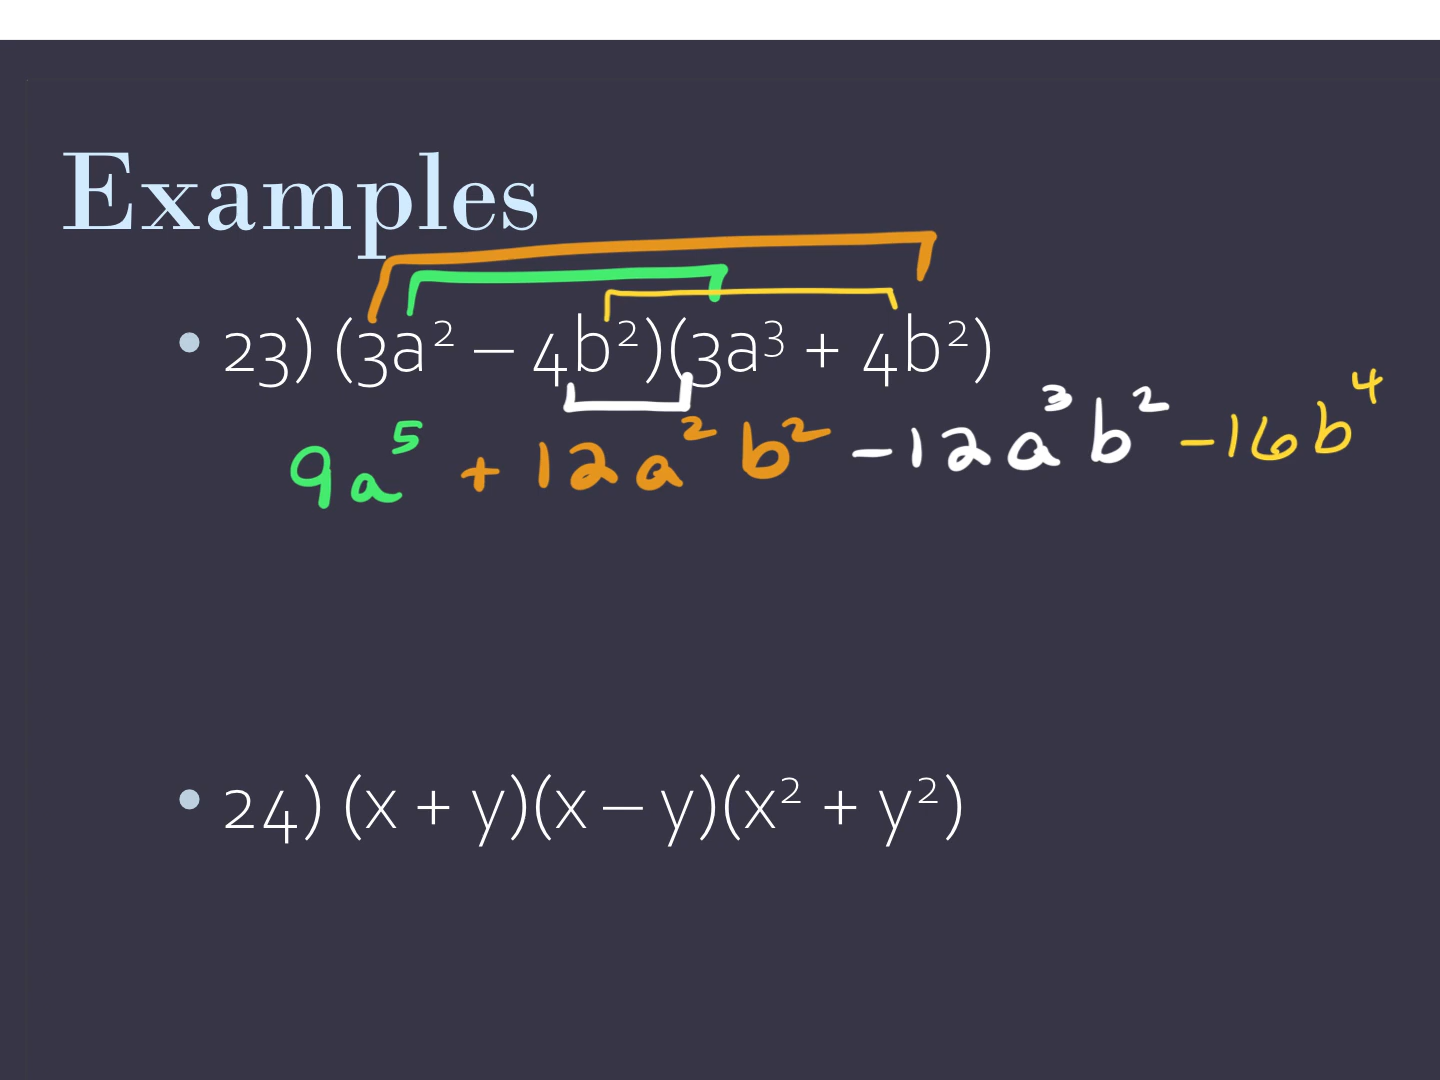 Examples
• 23) (3a² – 4b²)(3a³ + 4b²)
9a⁵ + 12a²b² – 12a³b² – 16b⁴
• 24) (x + y)(x – y)(x² + y²)